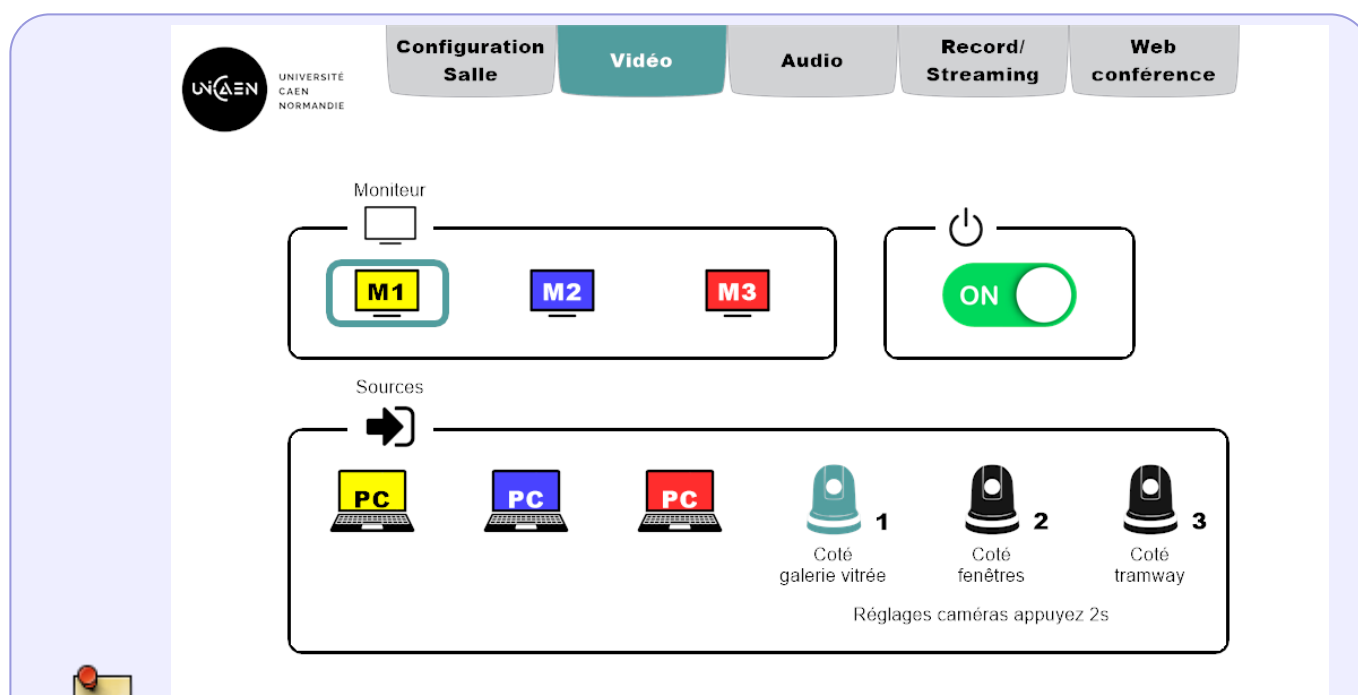 Configuration
Salle
Vidéo
Audio
Record/
Streaming
Web
conférence
UNICAEN
UNIVERSITÉ
CAEN
NORMANDIE
Moniteur
M1
M2
M3
ON
Sources
PC
PC
PC
1
2
3
Coté
galerie vitrée
Coté
fenêtres
Coté
tramway
Réglages caméras appuyez 2s